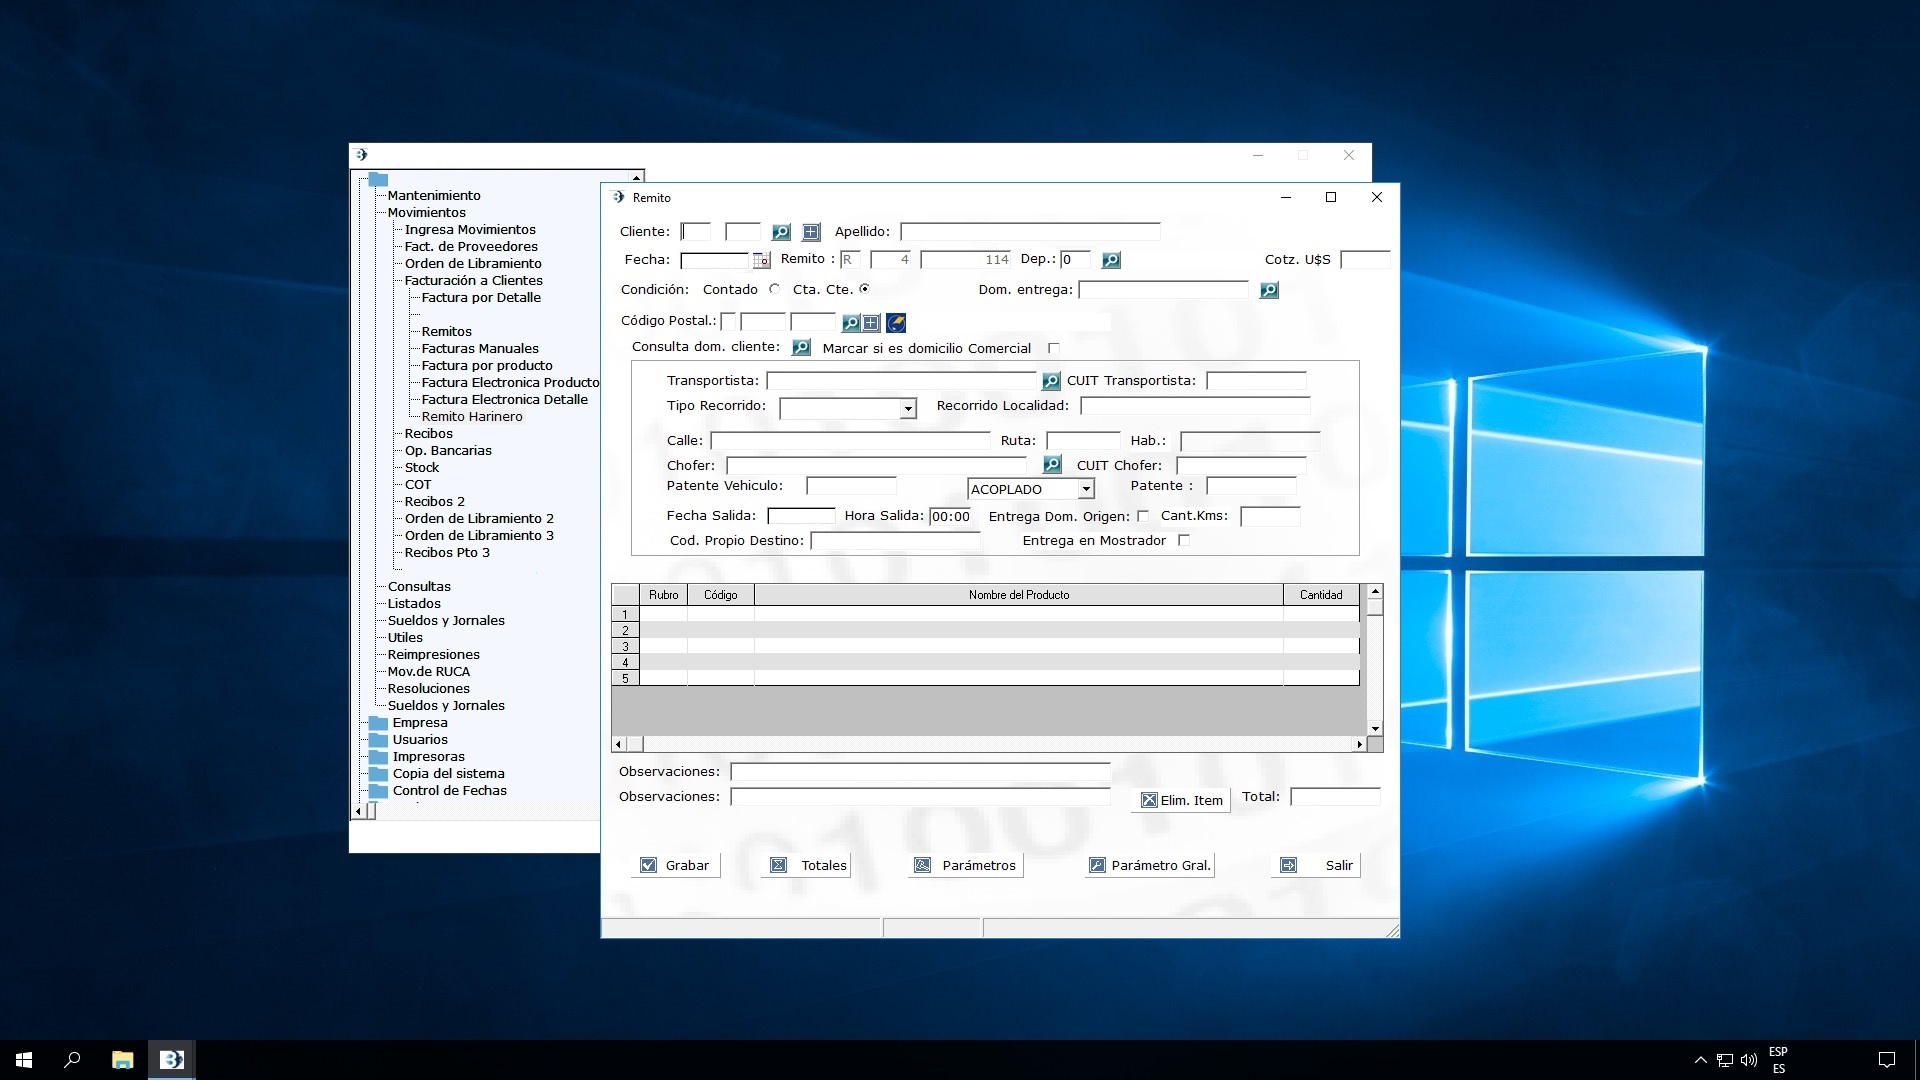 Mantenimiento
Movimientos
Ingresa Movimientos
Fact. de Proveedores
Orden de Libramiento
Facturación a Clientes
Factura por Detalle
Remitos
Facturas Manuales
Factura por producto
Factura Electronica Producto
Factura Electronica Detalle
Remito Harinero
Recibos
Op. Bancarias
Stock
COT
Recibos 2
Orden de Libramiento 2
Orden de Libramiento 3
Recibos Pto 3
Consultas
Listados
Sueldos y Jornales
Utiles
Reimpresiones
Mov.de RUCA
Resoluciones
Sueldos y Jornales
Empresa
Usuarios
Impresoras
Copia del sistema
Control de Fechas
Remito
Cliente: Apellido:
Fecha: Remito : R 4 114 Dep.: 0 Cotz. U$S
Condición: Contado Cta. Cte. Dom. entrega:
Código Postal.:
Consulta dom. cliente: Marcar si es domicilio Comercial
Transportista: CUIT Transportista:
Tipo Recorrido: Recorrido Localidad:
Calle: Ruta: Hab.:
Chofer: CUIT Chofer:
Patente Vehiculo: ACOPLADO Patente :
Fecha Salida: Hora Salida: 00:00 Entrega Dom. Origen: Cant.Kms:
Cod. Propio Destino: Entrega en Mostrador
Rubro Código Nombre del Producto Cantidad
1
2
3
4
5
Observaciones:
Observaciones: Elim. Item Total:
Grabar Totales Parámetros Parámetro Gral. Salir
ESP
ES